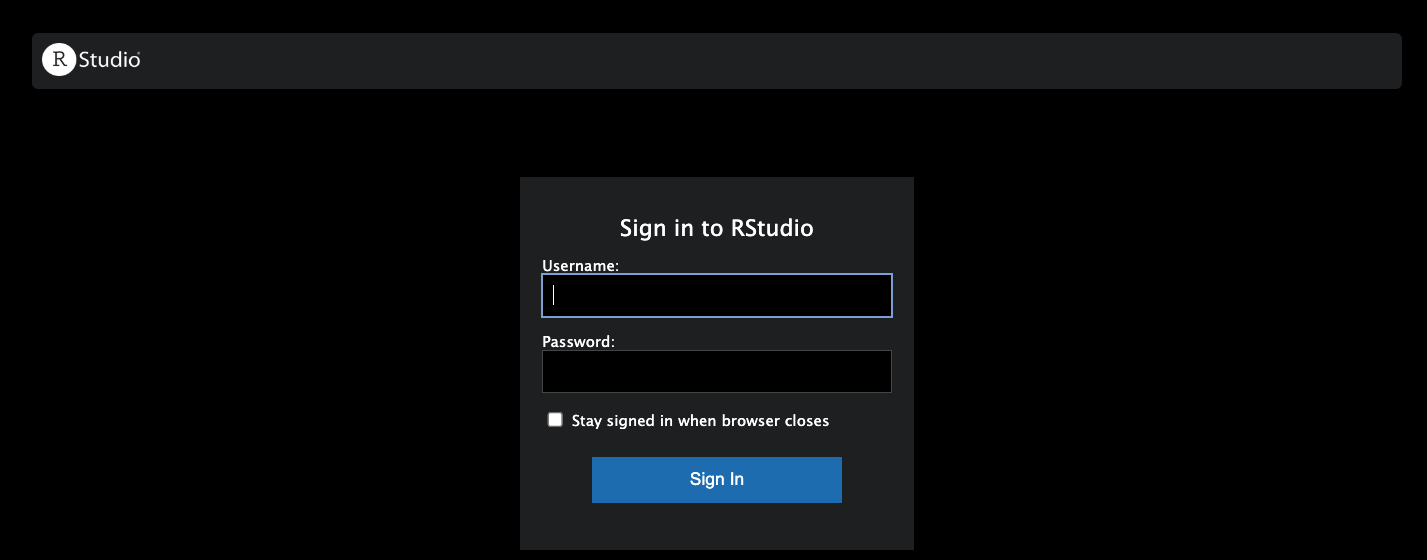 R Studio
Sign in to RStudio
Username:
Password:
Stay signed in when browser closes
Sign In